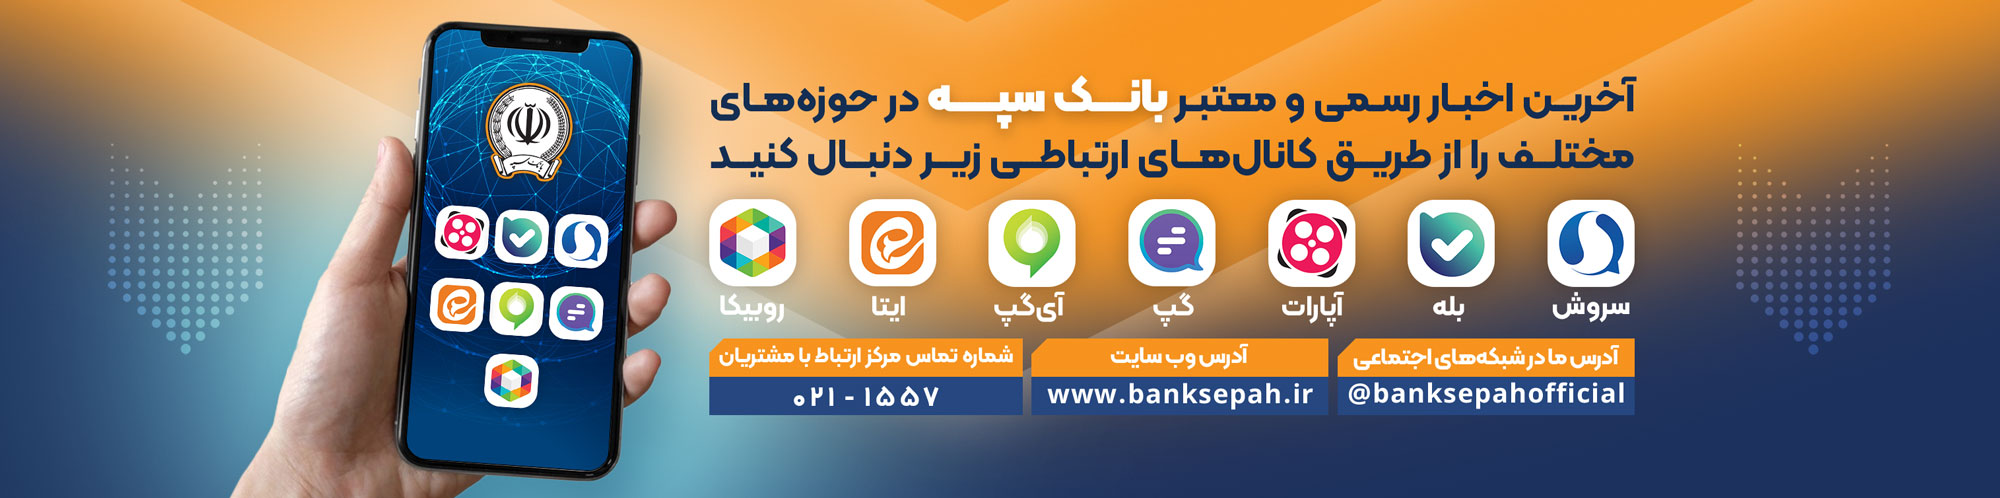 آخرین اخبار رسمی و معتبر بانک سپه در حوزه‌های
مختلف را از طریق کانال‌های ارتباطی زیر دنبال کنید
سروش
بله
آپارات
گپ
آی‌گپ
ایتا
روبیکا
آدرس ما در شبکه‌های اجتماعی
@banksepahofficial
آدرس وب سایت
www.banksepah.ir
شماره تماس مرکز ارتباط با مشتریان
۰۲۱ - ۱۵۵۷
بانک سپه